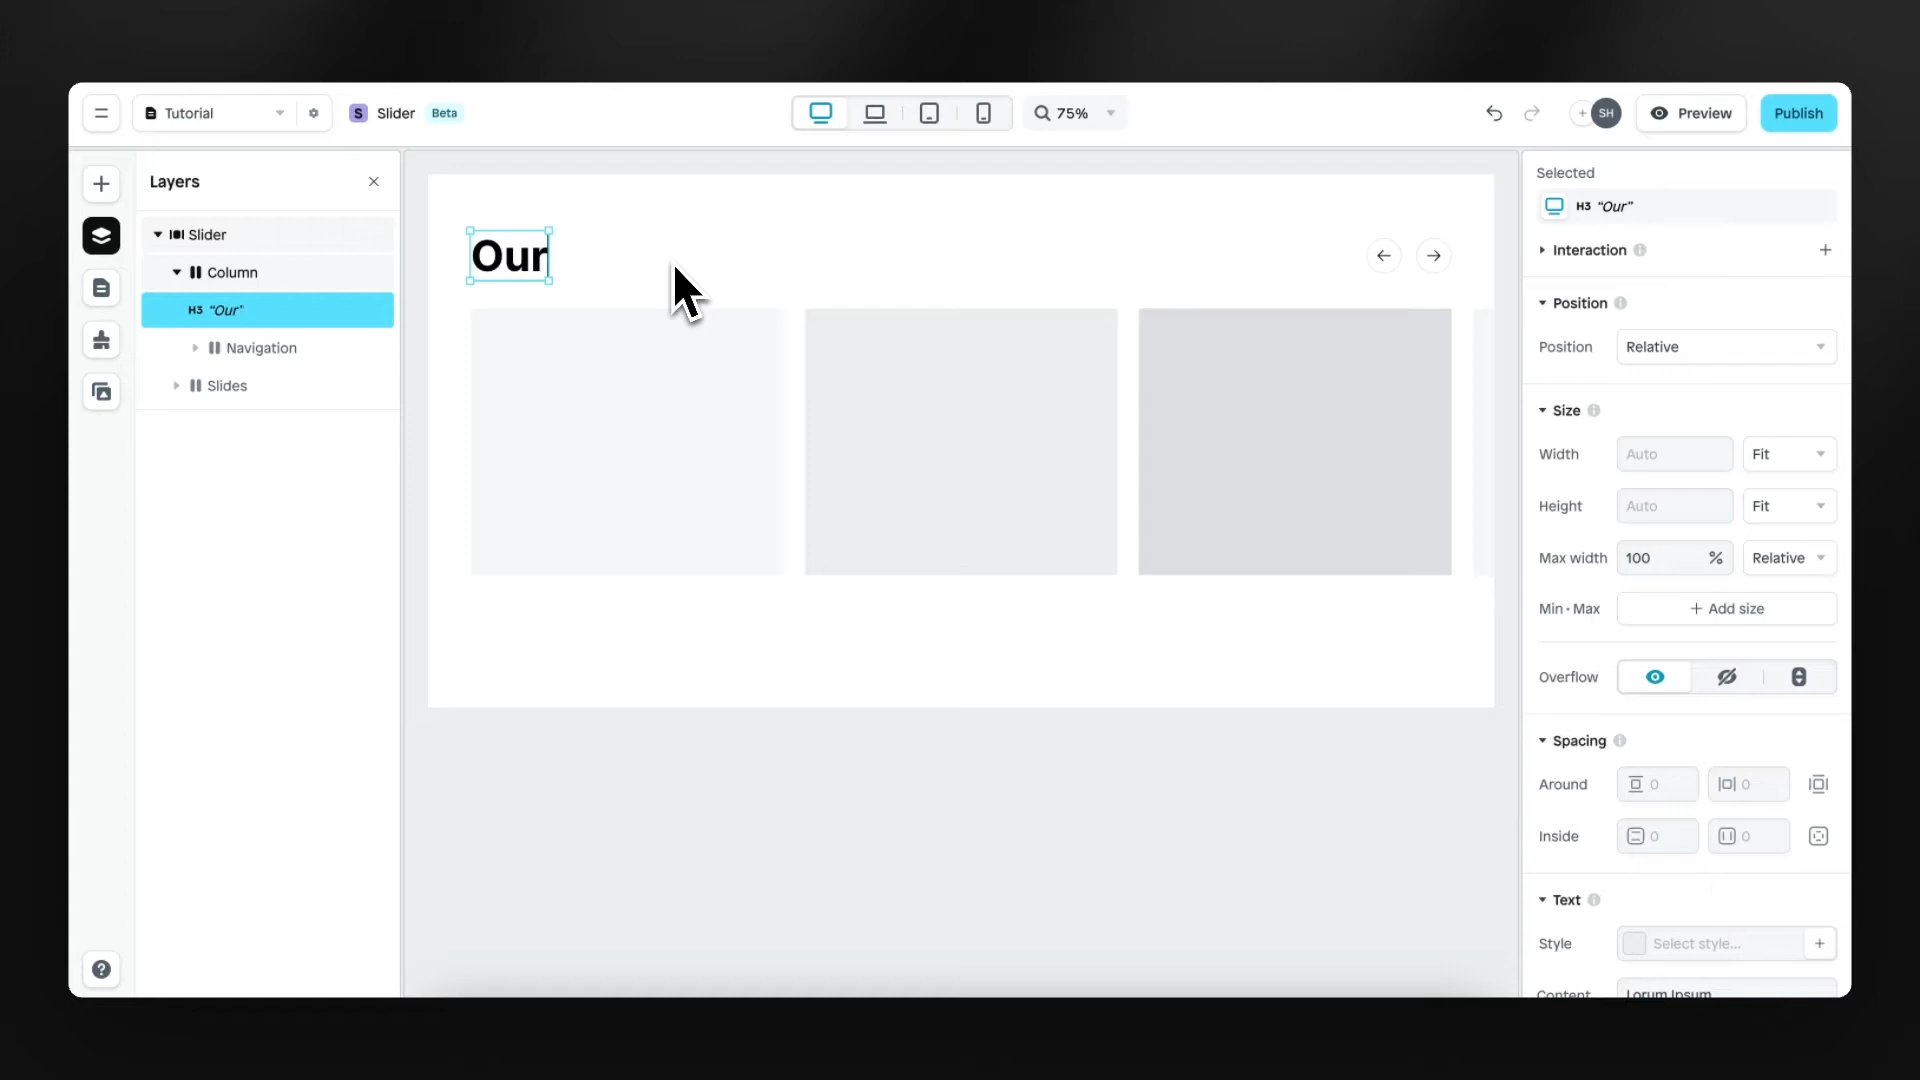 Tutorial
S Slider Beta
75%
SH
Preview
Publish
Layers
Slider
Column
H3 “Our”
Navigation
Slides
Our
Selected
H3 “Our”
Interaction
Position
Position Relative
Size
Width Auto Fit
Height Auto Fit
Max width 100 % Relative
Min · Max + Add size
Overflow
Spacing
Around 0 0
Inside 0 0
Text
Style Select style...
Content Lorum Ipsum